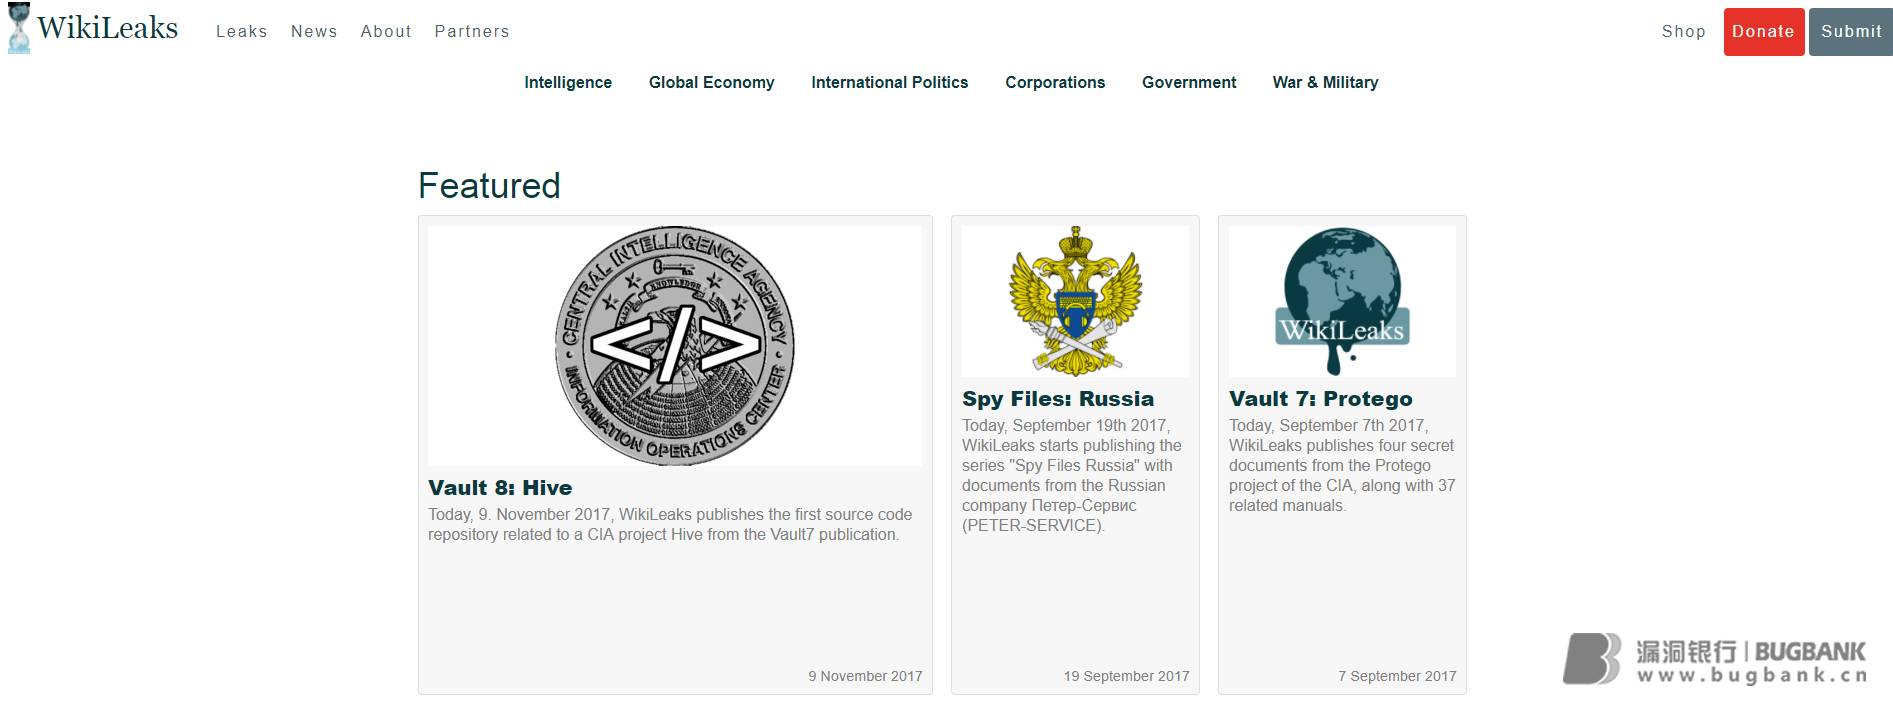 WikiLeaks
Leaks News About Partners
Shop Donate Submit
Intelligence Global Economy International Politics Corporations Government War & Military
Featured
CENTRAL INTELLIGENCE AGENCY
</>
INFORMATION OPERATIONS CENTER
Vault 8: Hive
Today, 9. November 2017, WikiLeaks publishes the first source code
repository related to a CIA project Hive from the Vault7 publication.
9 November 2017
Spy Files: Russia
Today, September 19th 2017,
WikiLeaks starts publishing the
series "Spy Files Russia" with
documents from the Russian
company Петер-Сервис
(PETER-SERVICE).
19 September 2017
WikiLeaks
Vault 7: Protego
Today, September 7th 2017,
WikiLeaks publishes four secret
documents from the Protego
project of the CIA, along with 37
related manuals.
7 September 2017
漏洞银行 | BUGBANK
www.bugbank.cn